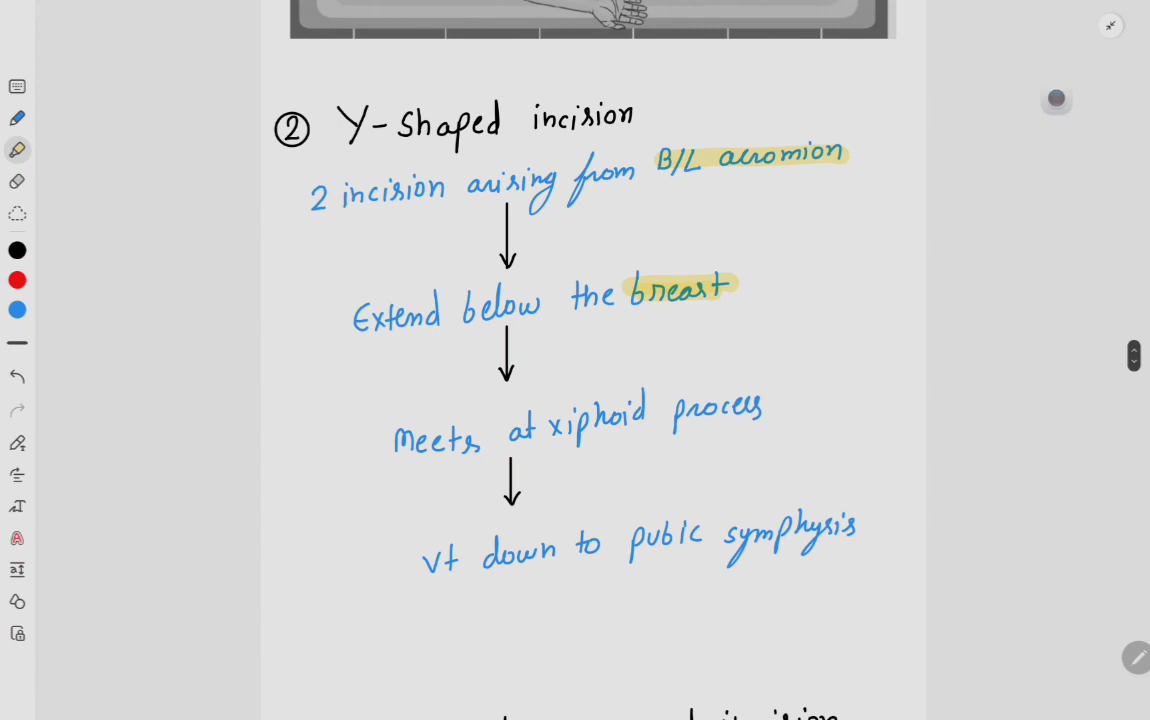 ② Y-shaped incision
2 incision arising from B/L acromion
Extend below the breast
Meets at xiphoid process
Vt down to pubic symphysis
incision